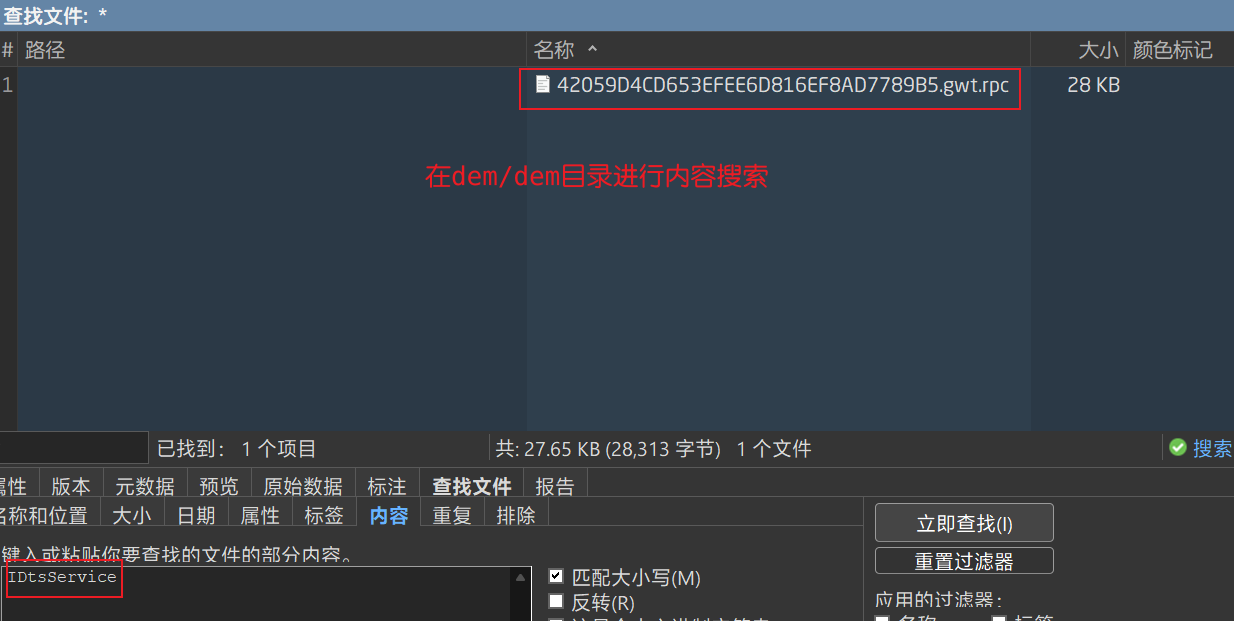 查找文件: *
# 路径 名称 大小 颜色标记
1 42059D4CD653EFEE6D816EF8AD7789B5.gwt.rpc 28 KB
在dem/dem目录进行内容搜索
已找到: 1 个项目 共: 27.65 KB (28,313 字节) 1 个文件 搜索
属性 版本 元数据 预览 原始数据 标注 查找文件 报告
名称和位置 大小 日期 属性 标签 内容 重复 排除
键入或粘贴你要查找的文件的部分内容。
IDtsService
匹配大小写(M)
反转(R)
立即查找(I)
重置过滤器
应用的过滤器:
名称 标签